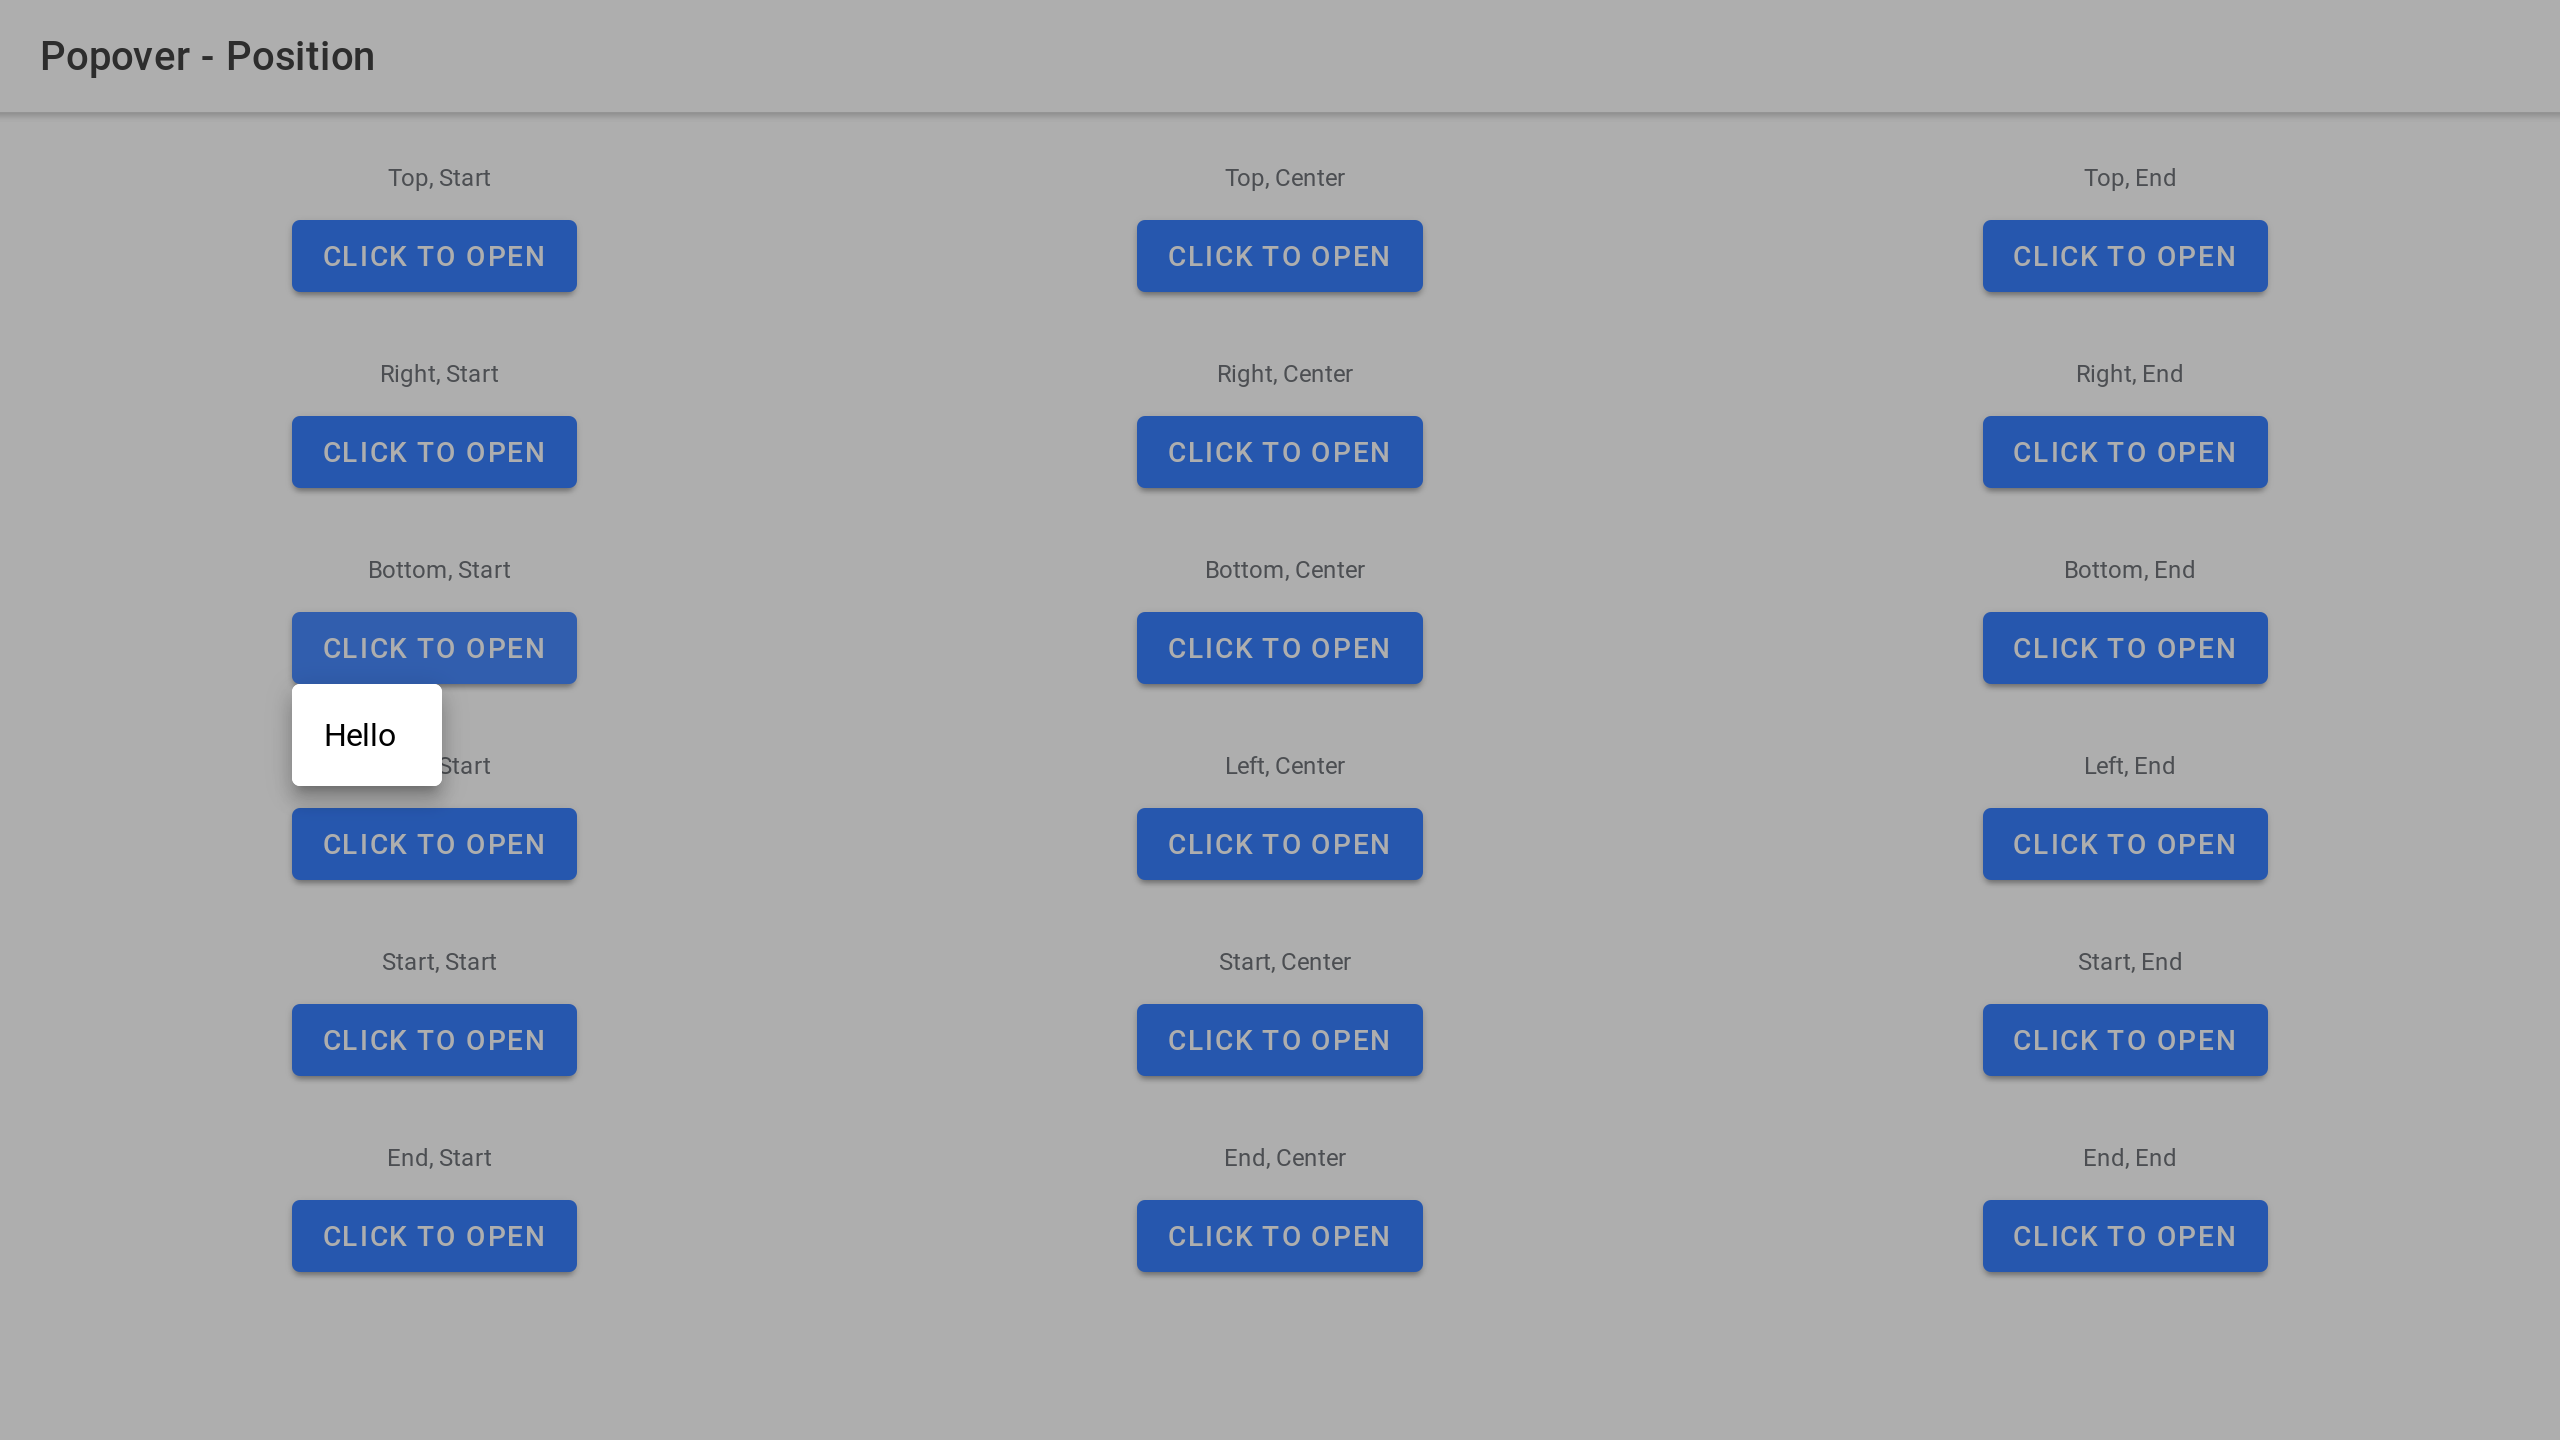 Popover - Position
Top, Start
Top, Center
Top, End
CLICK TO OPEN
CLICK TO OPEN
CLICK TO OPEN
Right, Start
Right, Center
Right, End
CLICK TO OPEN
CLICK TO OPEN
CLICK TO OPEN
Bottom, Start
Bottom, Center
Bottom, End
CLICK TO OPEN
CLICK TO OPEN
CLICK TO OPEN
Hello
Start
Left, Center
Left, End
CLICK TO OPEN
CLICK TO OPEN
CLICK TO OPEN
Start, Start
Start, Center
Start, End
CLICK TO OPEN
CLICK TO OPEN
CLICK TO OPEN
End, Start
End, Center
End, End
CLICK TO OPEN
CLICK TO OPEN
CLICK TO OPEN